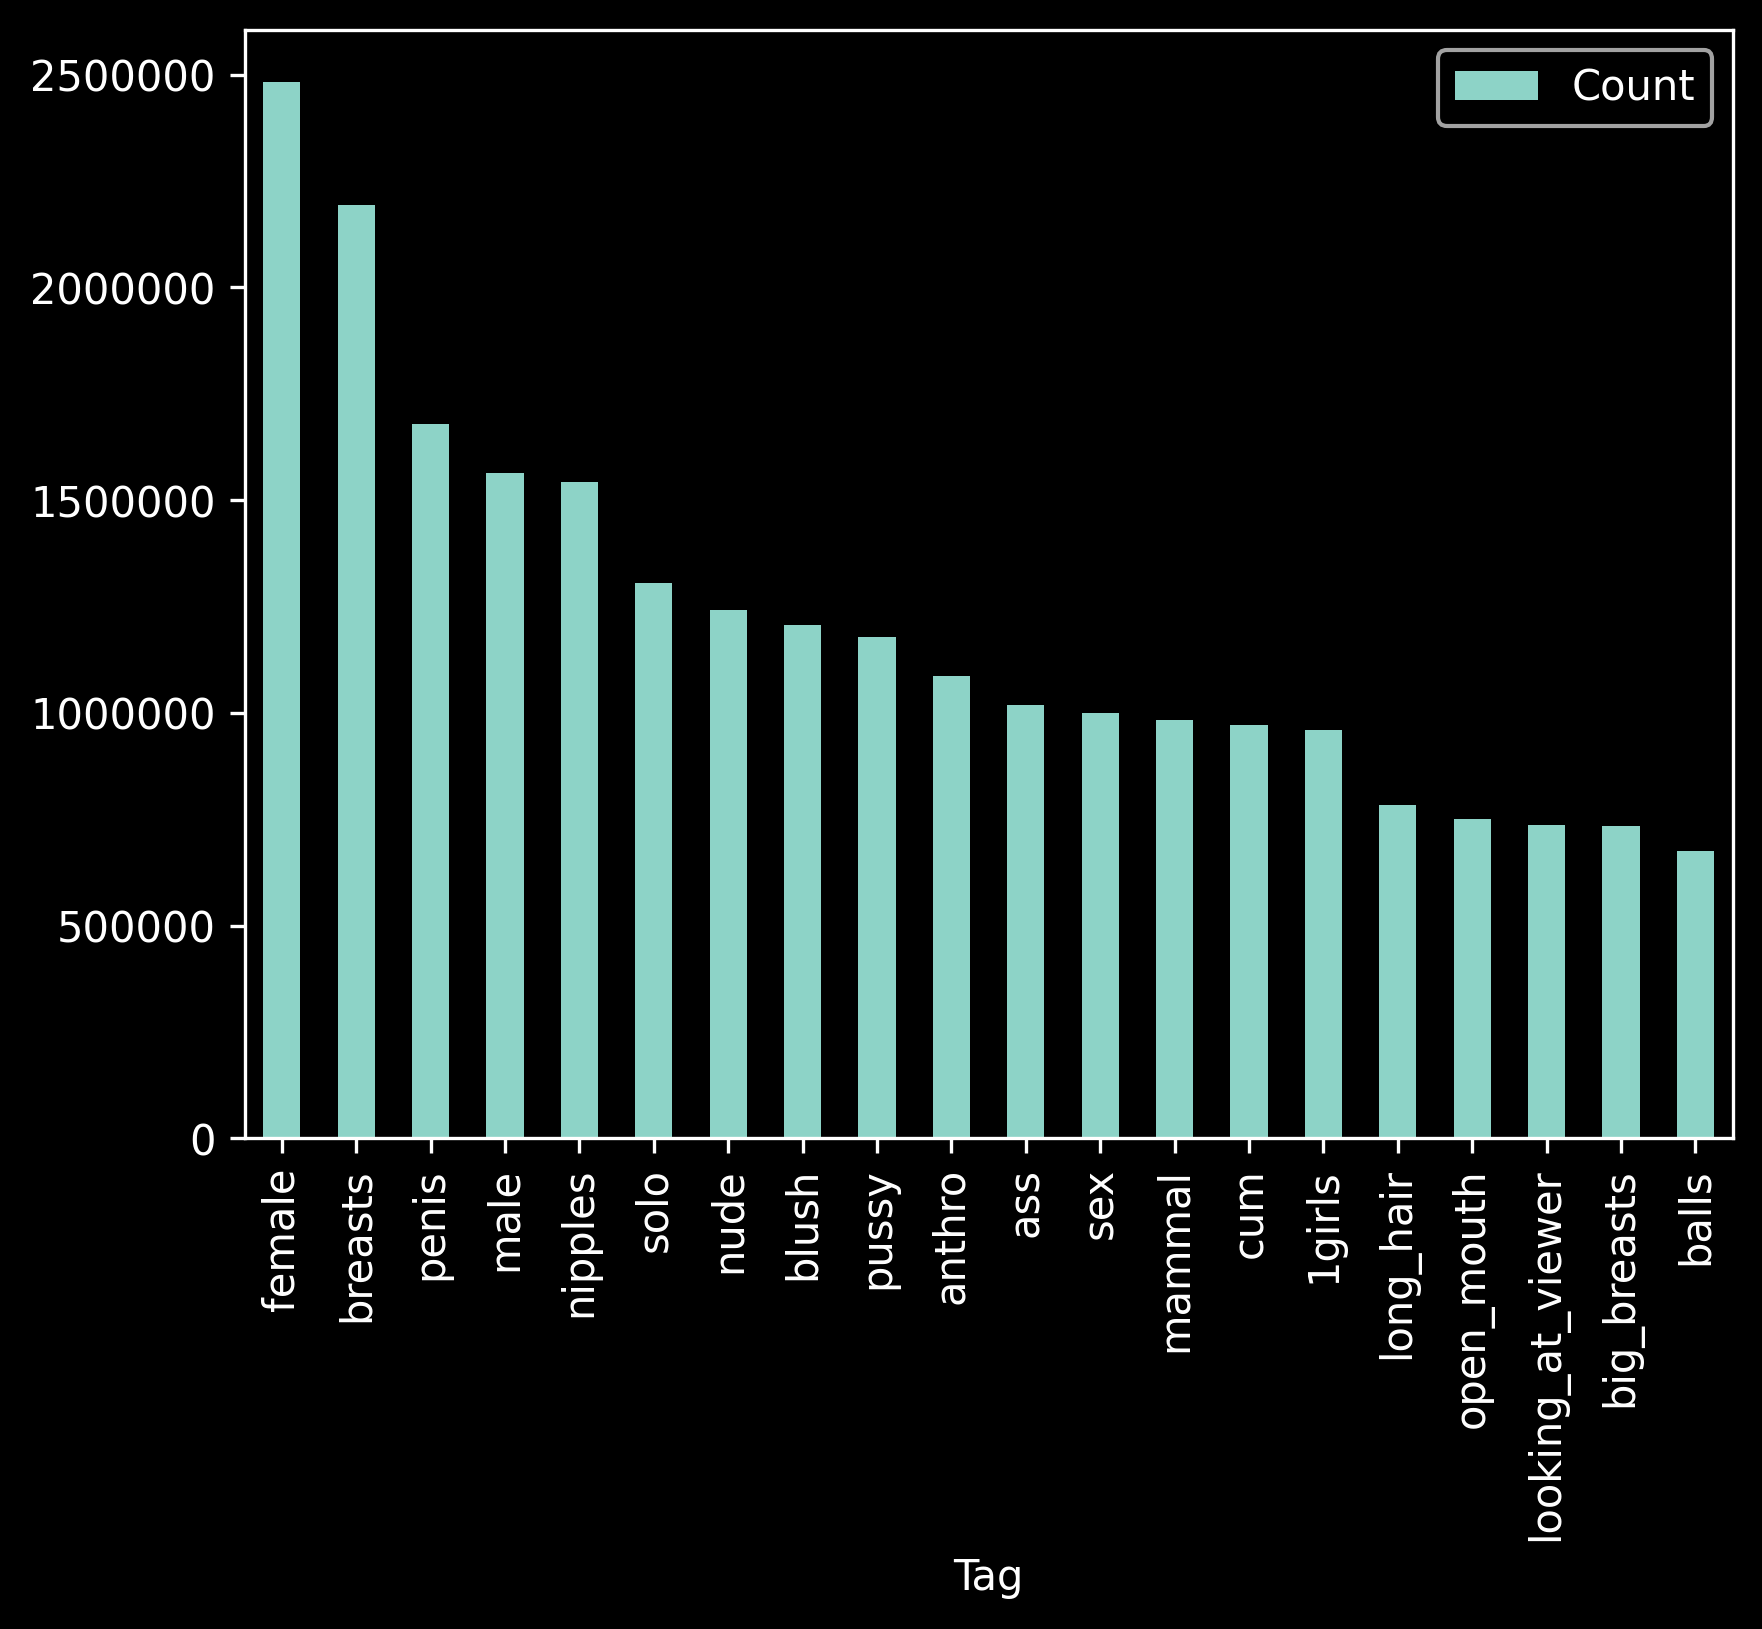 2500000
2000000
1500000
1000000
500000
0
Count
female
breasts
penis
male
nipples
solo
nude
blush
pussy
anthro
ass
sex
mammal
cum
1girls
long_hair
open_mouth
looking_at_viewer
big_breasts
balls
Tag